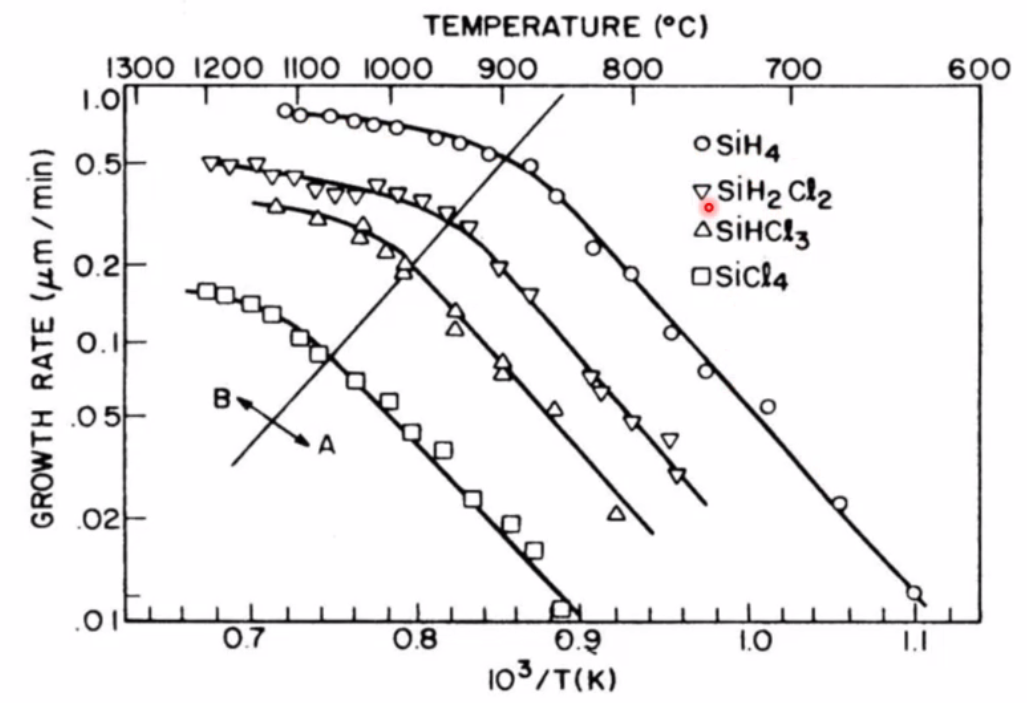 TEMPERATURE (°C)
1300 1200 1100 1000 900 800 700 600
1.0
0.5
0.2
0.1
.05
.02
.01
GROWTH RATE (μm/min)
SiH4
SiH2Cl2
SiHCl3
SiCl4
B
A
0.7 0.8 0.9 1.0 1.1
10³/T(K)